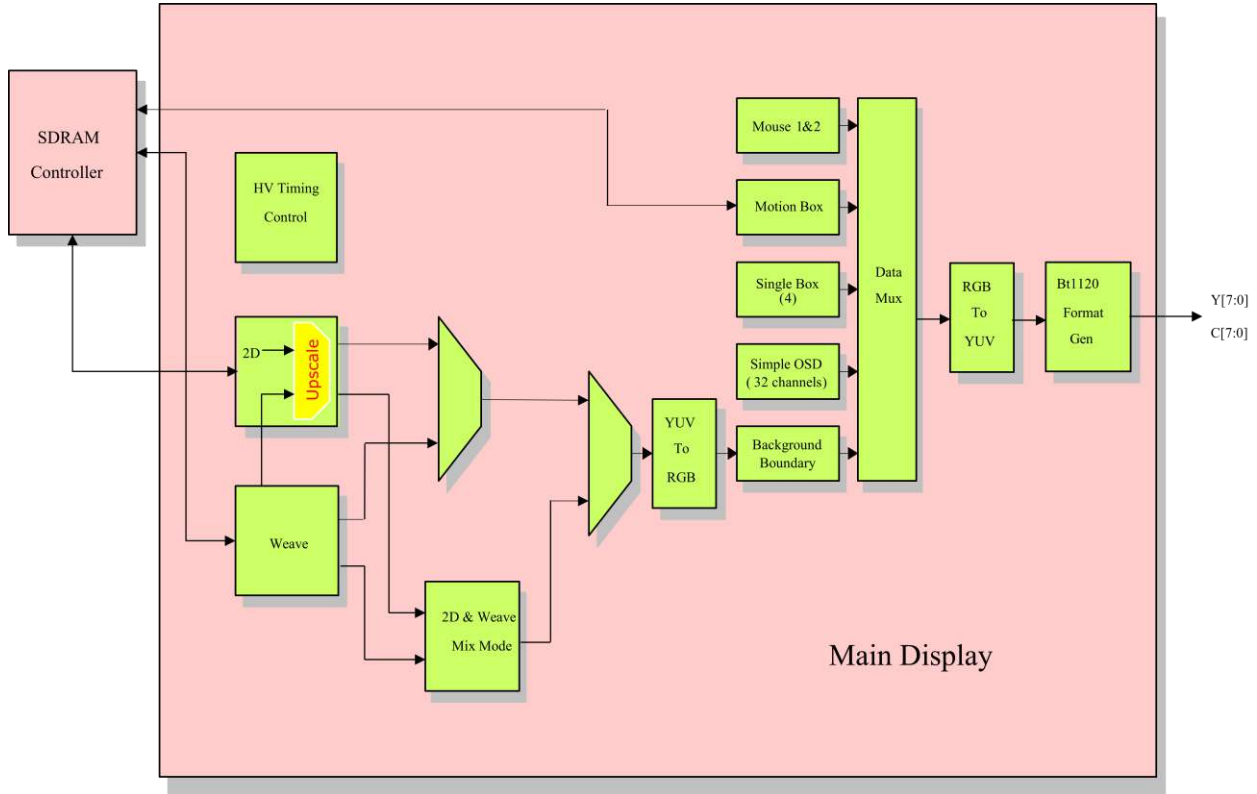 SDRAM
Controller
HV Timing
Control
2D
Upscale
Weave
2D & Weave
Mix Mode
YUV
To
RGB
Mouse 1&2
Motion Box
Single Box
(4)
Simple OSD
( 32 channels)
Background
Boundary
Data
Mux
RGB
To
YUV
Bt1120
Format
Gen
Y[7:0]
C[7:0]
Main Display